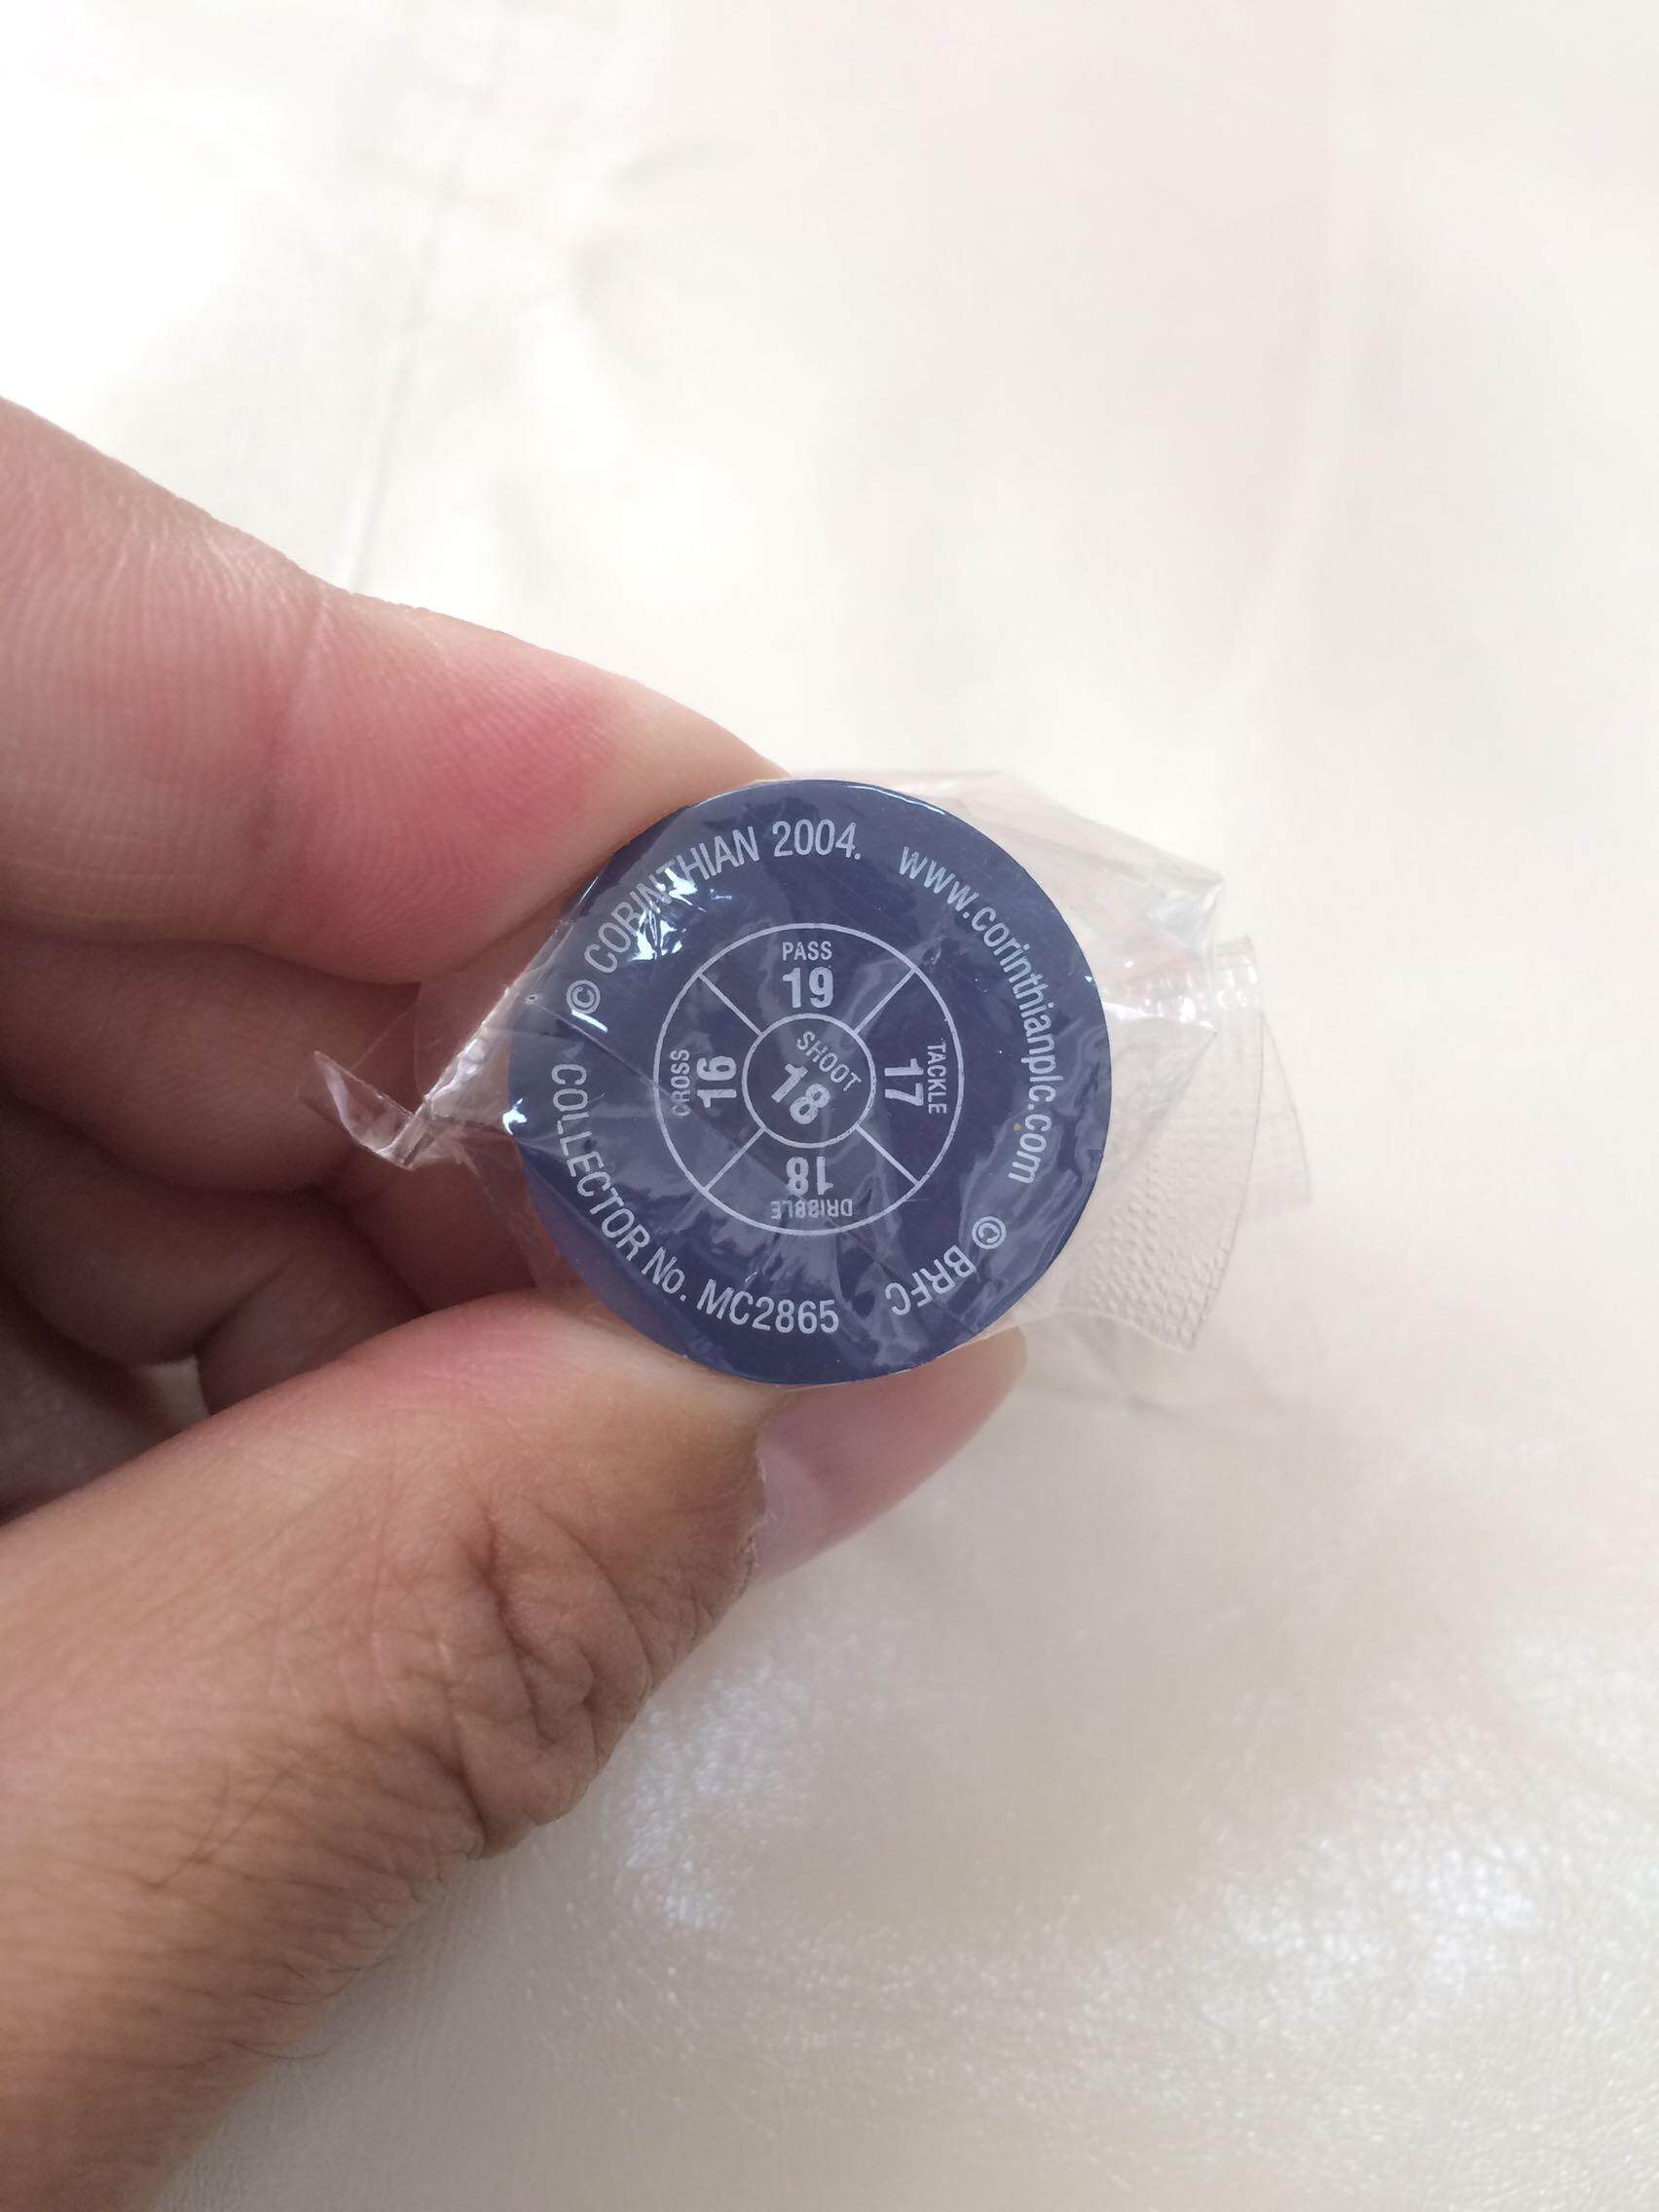 © CORINTHIAN 2004. www.corinthianplc.com
© BRFC
COLLECTOR No. MC2865
PASS
19
TACKLE
17
DRIBBLE
18
CROSS
16
SHOOT
18